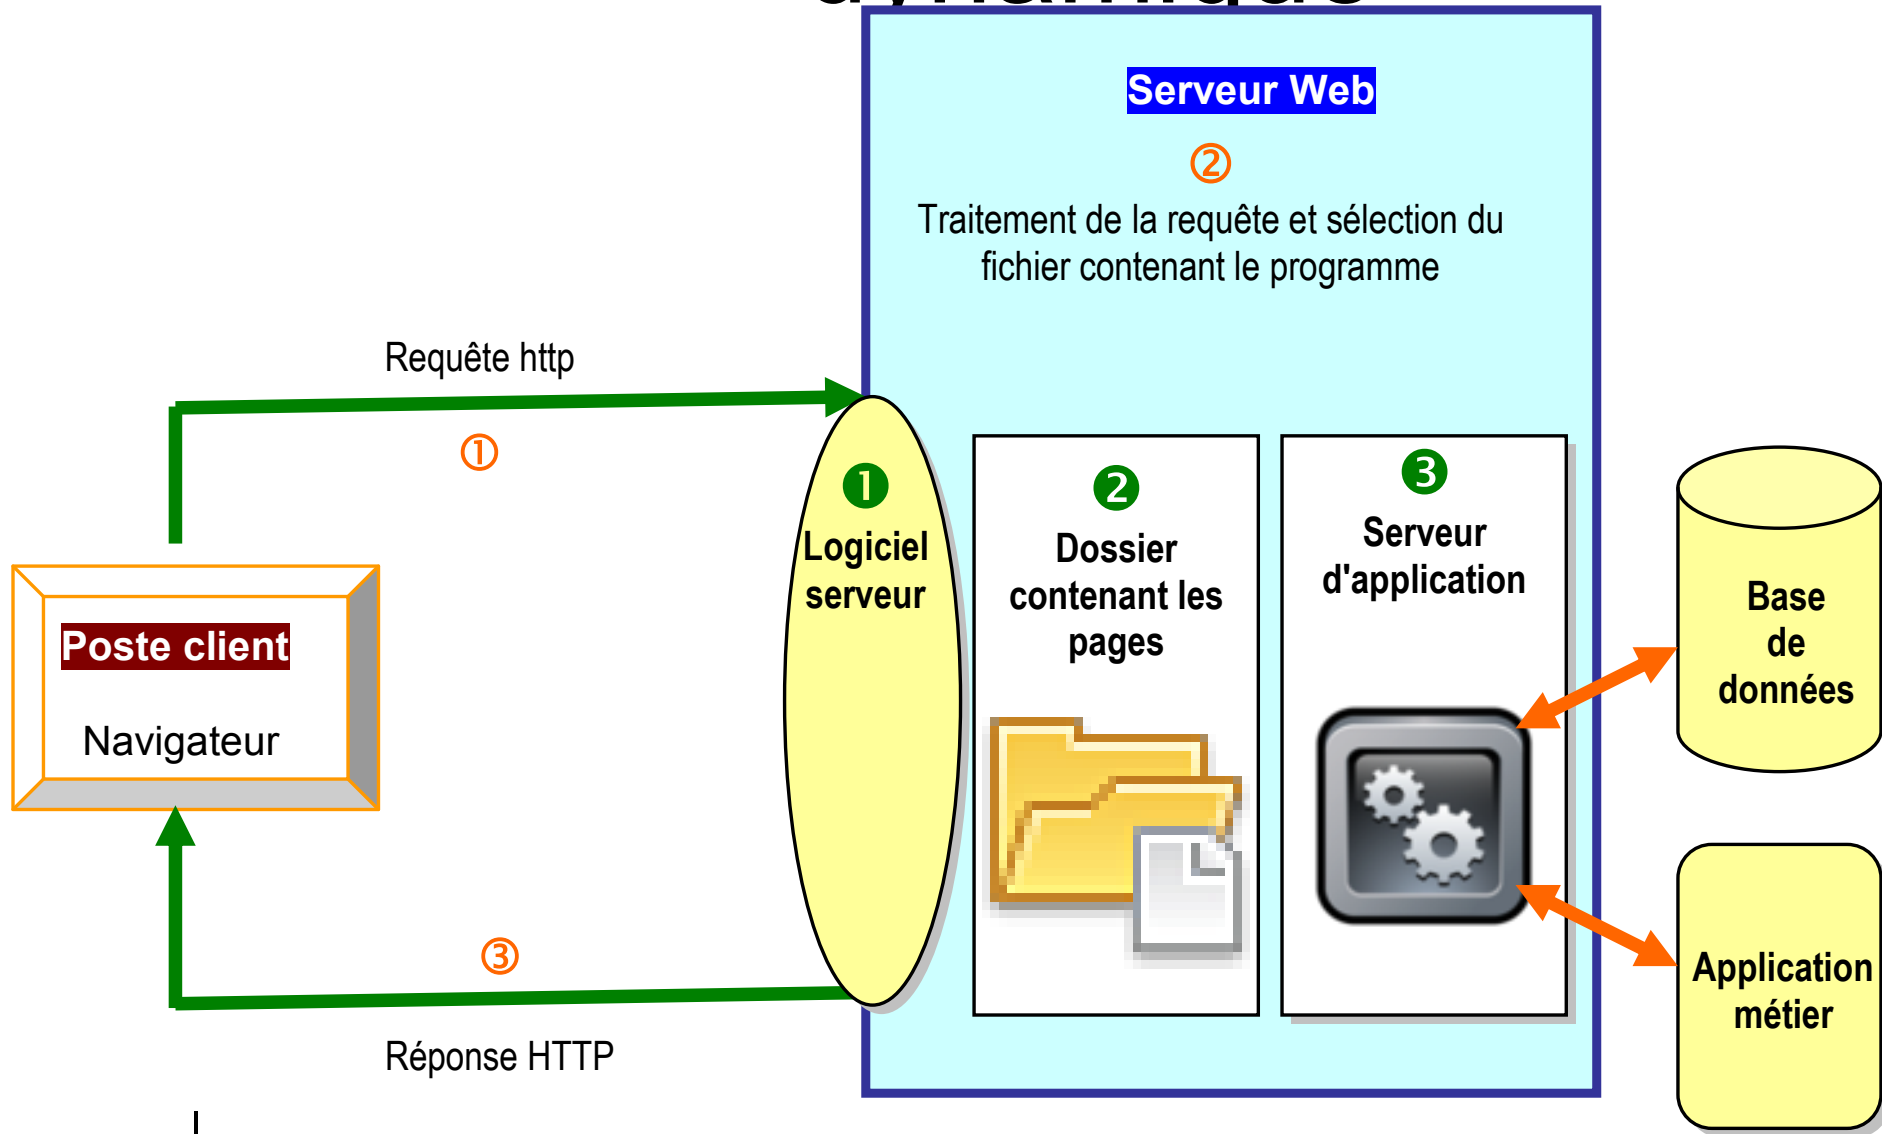 dynamique
Serveur Web
②
Traitement de la requête et sélection du
fichier contenant le programme
Requête http
①
❶
Logiciel
serveur
❷
Dossier
contenant les
pages
❸
Serveur
d'application
Base
de
données
Poste client
Navigateur
③
Réponse HTTP
Application
métier